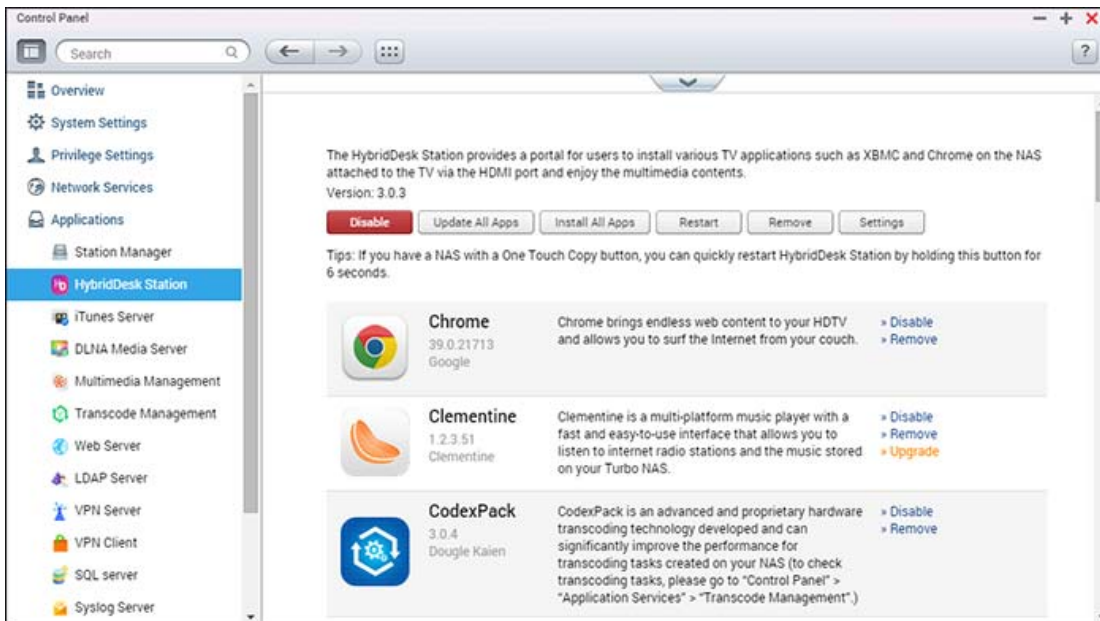 Control Panel
Search
?
Overview
System Settings
Privilege Settings
Network Services
Applications
Station Manager
HybridDesk Station
iTunes Server
DLNA Media Server
Multimedia Management
Transcode Management
Web Server
LDAP Server
VPN Server
VPN Client
SQL server
Syslog Server
The HybridDesk Station provides a portal for users to install various TV applications such as XBMC and Chrome on the NAS
attached to the TV via the HDMI port and enjoy the multimedia contents.
Version: 3.0.3
Disable Update All Apps Install All Apps Restart Remove Settings
Tips: If you have a NAS with a One Touch Copy button, you can quickly restart HybridDesk Station by holding this button for
6 seconds.
Chrome
39.0.21713
Google
Chrome brings endless web content to your HDTV
and allows you to surf the Internet from your couch.
» Disable
» Remove
Clementine
1.2.3.51
Clementine
Clementine is a multi-platform music player with a
fast and easy-to-use interface that allows you to
listen to internet radio stations and the music stored
on your Turbo NAS.
» Disable
» Remove
» Upgrade
CodexPack
3.0.4
Dougle Kaien
CodexPack is an advanced and proprietary hardware
transcoding technology developed and can
significantly improve the performance for
transcoding tasks created on your NAS (to check
transcoding tasks, please go to “Control Panel” >
“Application Services” > “Transcode Management”.)
» Disable
» Remove